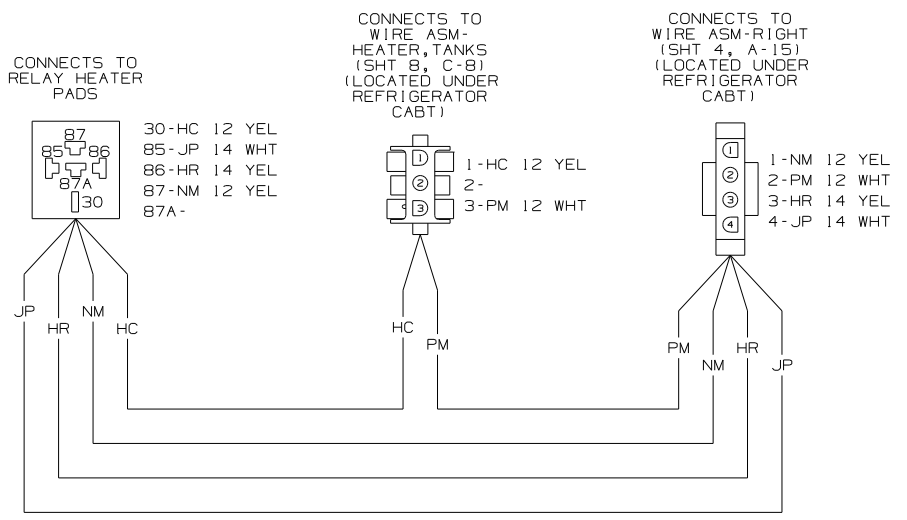 CONNECTS TO
RELAY HEATER
PADS
87
85
86
87A
30
30-HC 12 YEL
85-JP 14 WHT
86-HR 14 YEL
87-NM 12 YEL
87A-
CONNECTS TO
WIRE ASM-
HEATER,TANKS
(SHT 8, C-8)
(LOCATED UNDER
REFRIGERATOR
CABT)
1
2
3
1-HC 12 YEL
2-
3-PM 12 WHT
CONNECTS TO
WIRE ASM-RIGHT
(SHT 4, A-15)
(LOCATED UNDER
REFRIGERATOR
CABT)
1
2
3
4
1-NM 12 YEL
2-PM 12 WHT
3-HR 14 YEL
4-JP 14 WHT
JP
HR
NM
HC
HC
PM
PM
NM
HR
JP